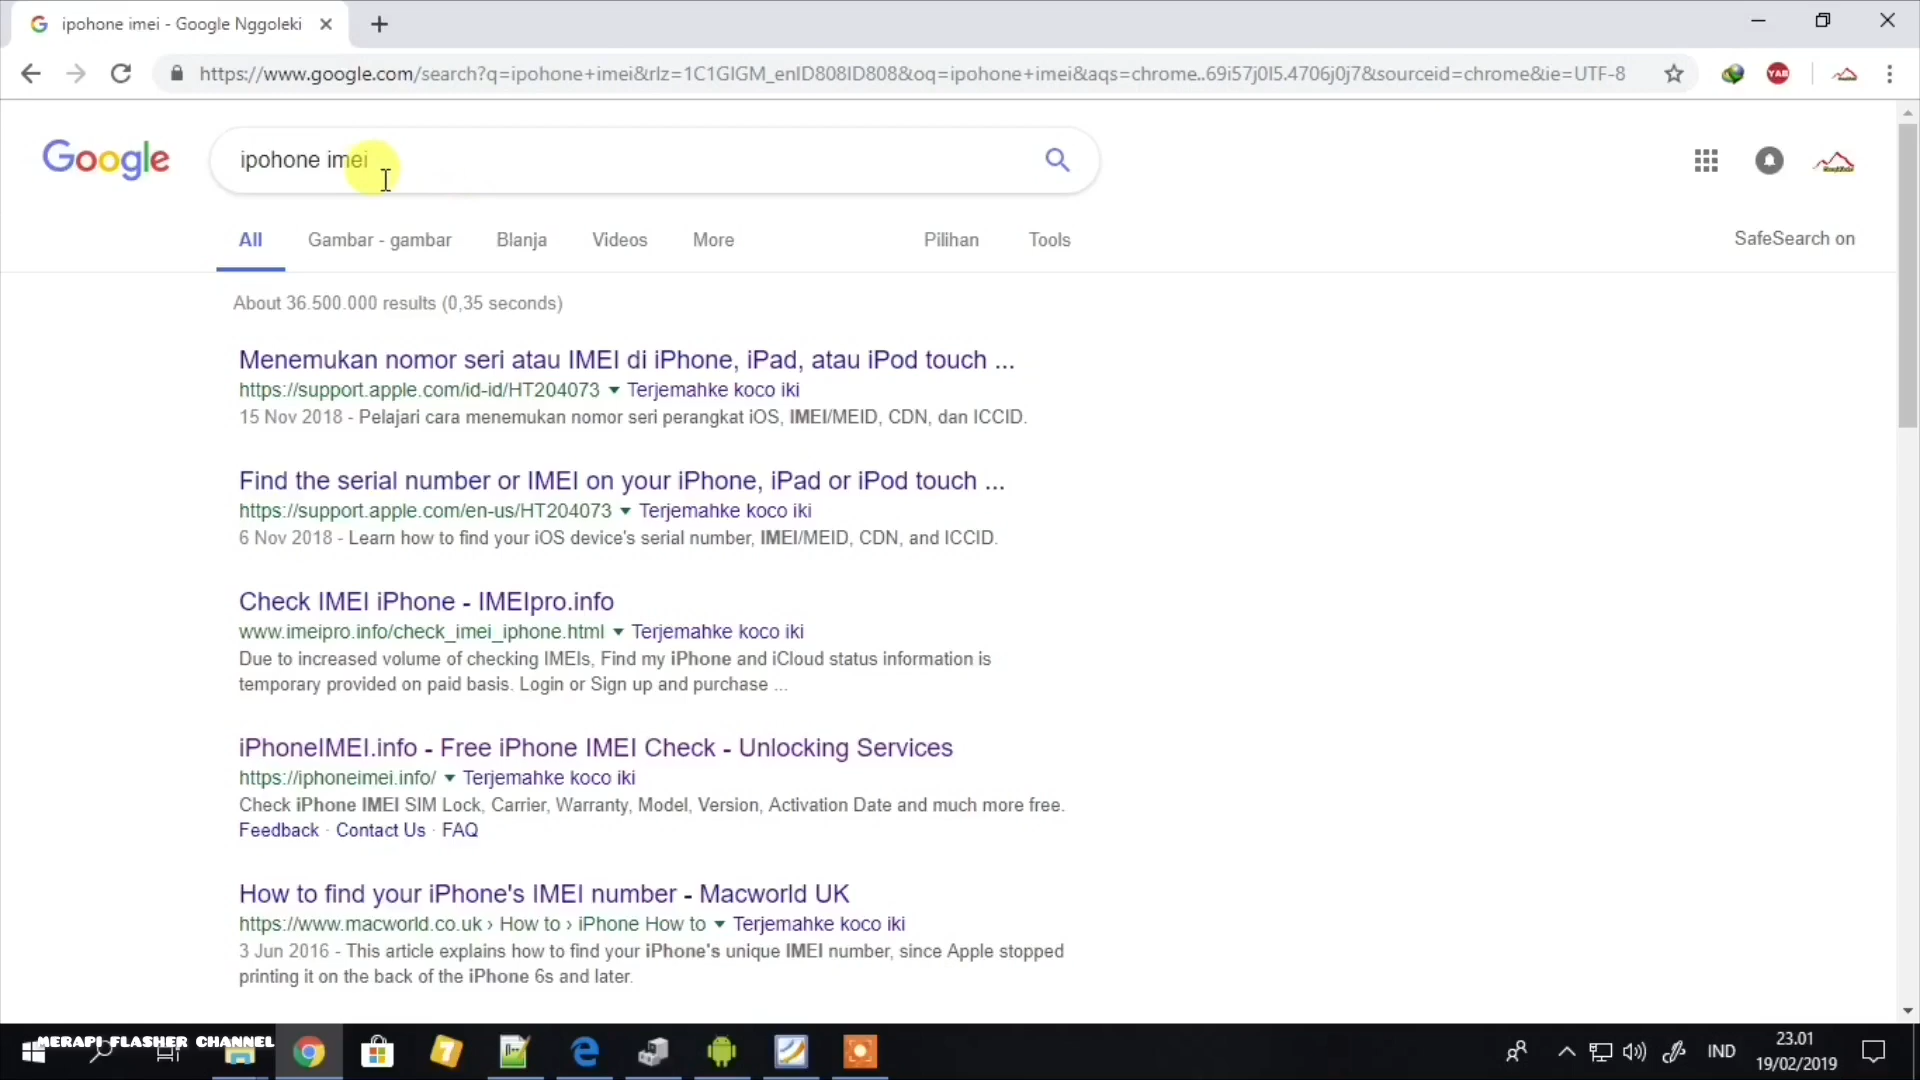 ipohone imei - Google Nggoleki
https://www.google.com/search?q=ipohone+imei&rlz=1C1GIGM_enID808ID808&oq=ipohone+imei&aqs=chrome..69i57j0l5.4706j0j7&sourceid=chrome&ie=UTF-8
YAB
Google
ipohone imei
All Gambar - gambar Blanja Videos More Pilihan Tools SafeSearch on
About 36.500.000 results (0,35 seconds)
Menemukan nomor seri atau IMEI di iPhone, iPad, atau iPod touch ...
https://support.apple.com/id-id/HT204073 Terjemahke koco iki
15 Nov 2018 - Pelajari cara menemukan nomor seri perangkat iOS, IMEI/MEID, CDN, dan ICCID.
Find the serial number or IMEI on your iPhone, iPad or iPod touch ...
https://support.apple.com/en-us/HT204073 Terjemahke koco iki
6 Nov 2018 - Learn how to find your iOS device's serial number, IMEI/MEID, CDN, and ICCID.
Check IMEI iPhone - IMEIpro.info
www.imeipro.info/check_imei_iphone.html Terjemahke koco iki
Due to increased volume of checking IMEIs, Find my iPhone and iCloud status information is
temporary provided on paid basis. Login or Sign up and purchase ...
iPhoneIMEI.info - Free iPhone IMEI Check - Unlocking Services
https://iphoneimei.info/ Terjemahke koco iki
Check iPhone IMEI SIM Lock, Carrier, Warranty, Model, Version, Activation Date and much more free.
Feedback · Contact Us · FAQ
How to find your iPhone's IMEI number - Macworld UK
https://www.macworld.co.uk › How to › iPhone How to Terjemahke koco iki
3 Jun 2016 - This article explains how to find your iPhone's unique IMEI number, since Apple stopped
printing it on the back of the iPhone 6s and later.
MERAPI FLASHER CHANNEL
IND
23.01
19/02/2019